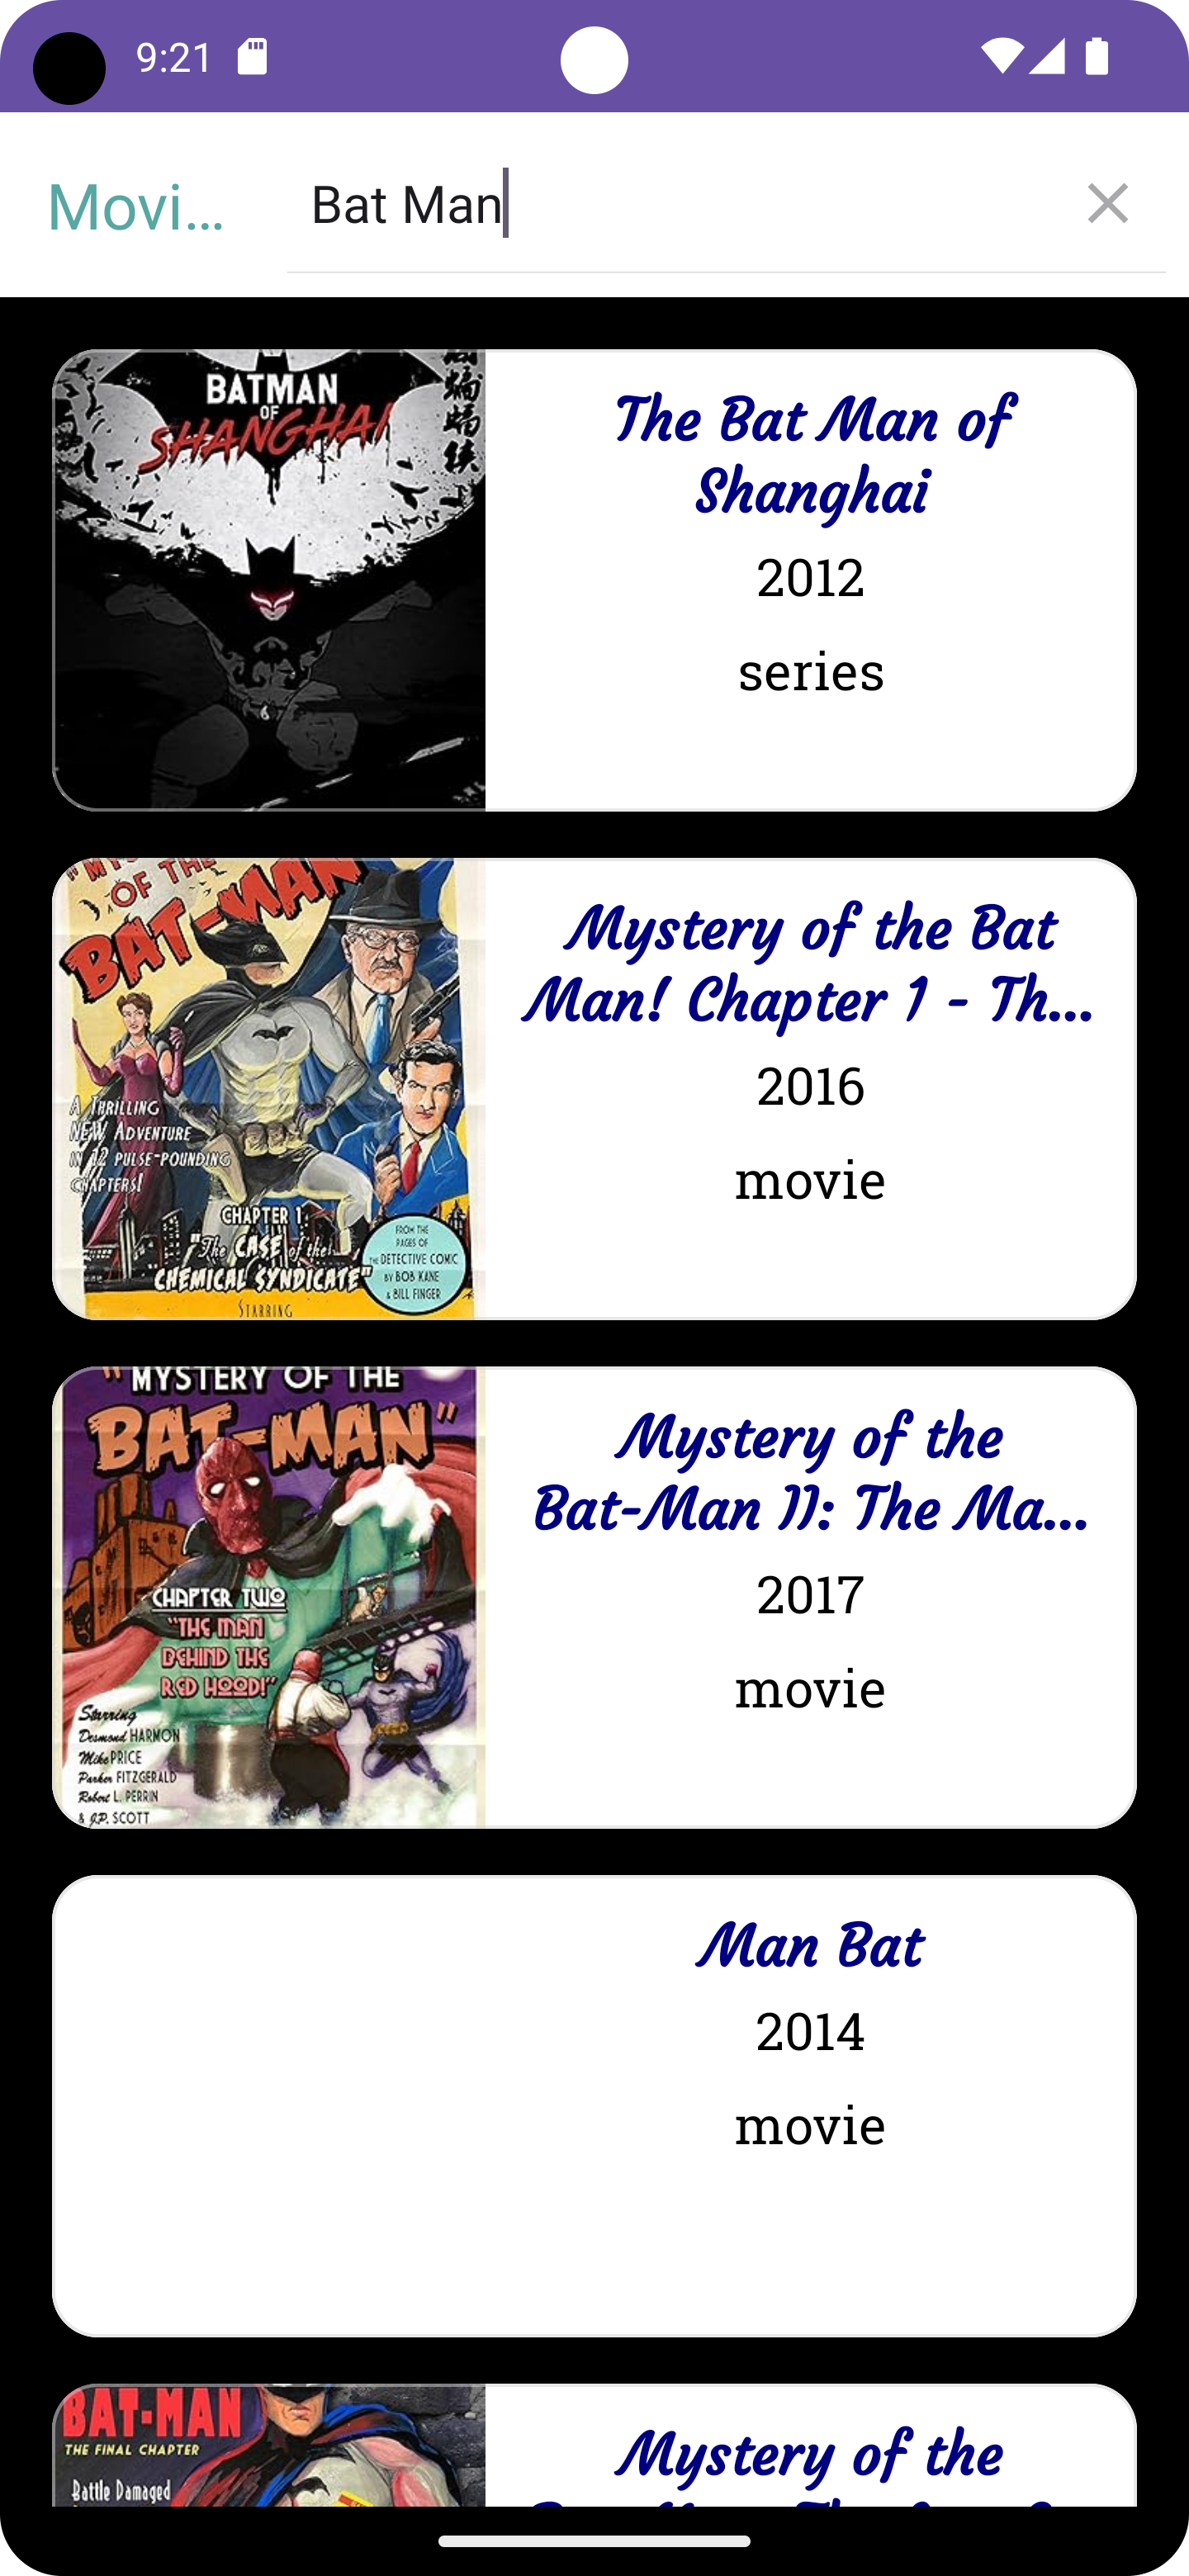 9:21
Movi...
Bat Man
BATMAN
OF
SHANGHAI
蝙
蝠
俠
The Bat Man of
Shanghai
2012
series
OF THE
BAT-MAN
A THRILLING
NEW ADVENTURE
IN 12 PULSE-POUNDING
CHAPTERS!
CHAPTER 1:
"The CASE of the
CHEMICAL SYNDICATE"
STARRING
FROM THE
PAGES OF
THE DETECTIVE COMIC
BY BOB KANE
& BILL FINGER
Mystery of the Bat
Man! Chapter 1 - Th...
2016
movie
"MYSTERY OF THE
BAT-MAN"
CHAPTER TWO
"THE MAN
BEHIND THE
RED HOOD!"
Starring
Desmond HARMON
Mike PRICE
Parker FITZGERALD
Robert L. PERRIN
& J.P. SCOTT
Mystery of the
Bat-Man II: The Ma...
2017
movie
Man Bat
2014
movie
BAT-MAN
THE FINAL CHAPTER
Battle Damaged
Mystery of the